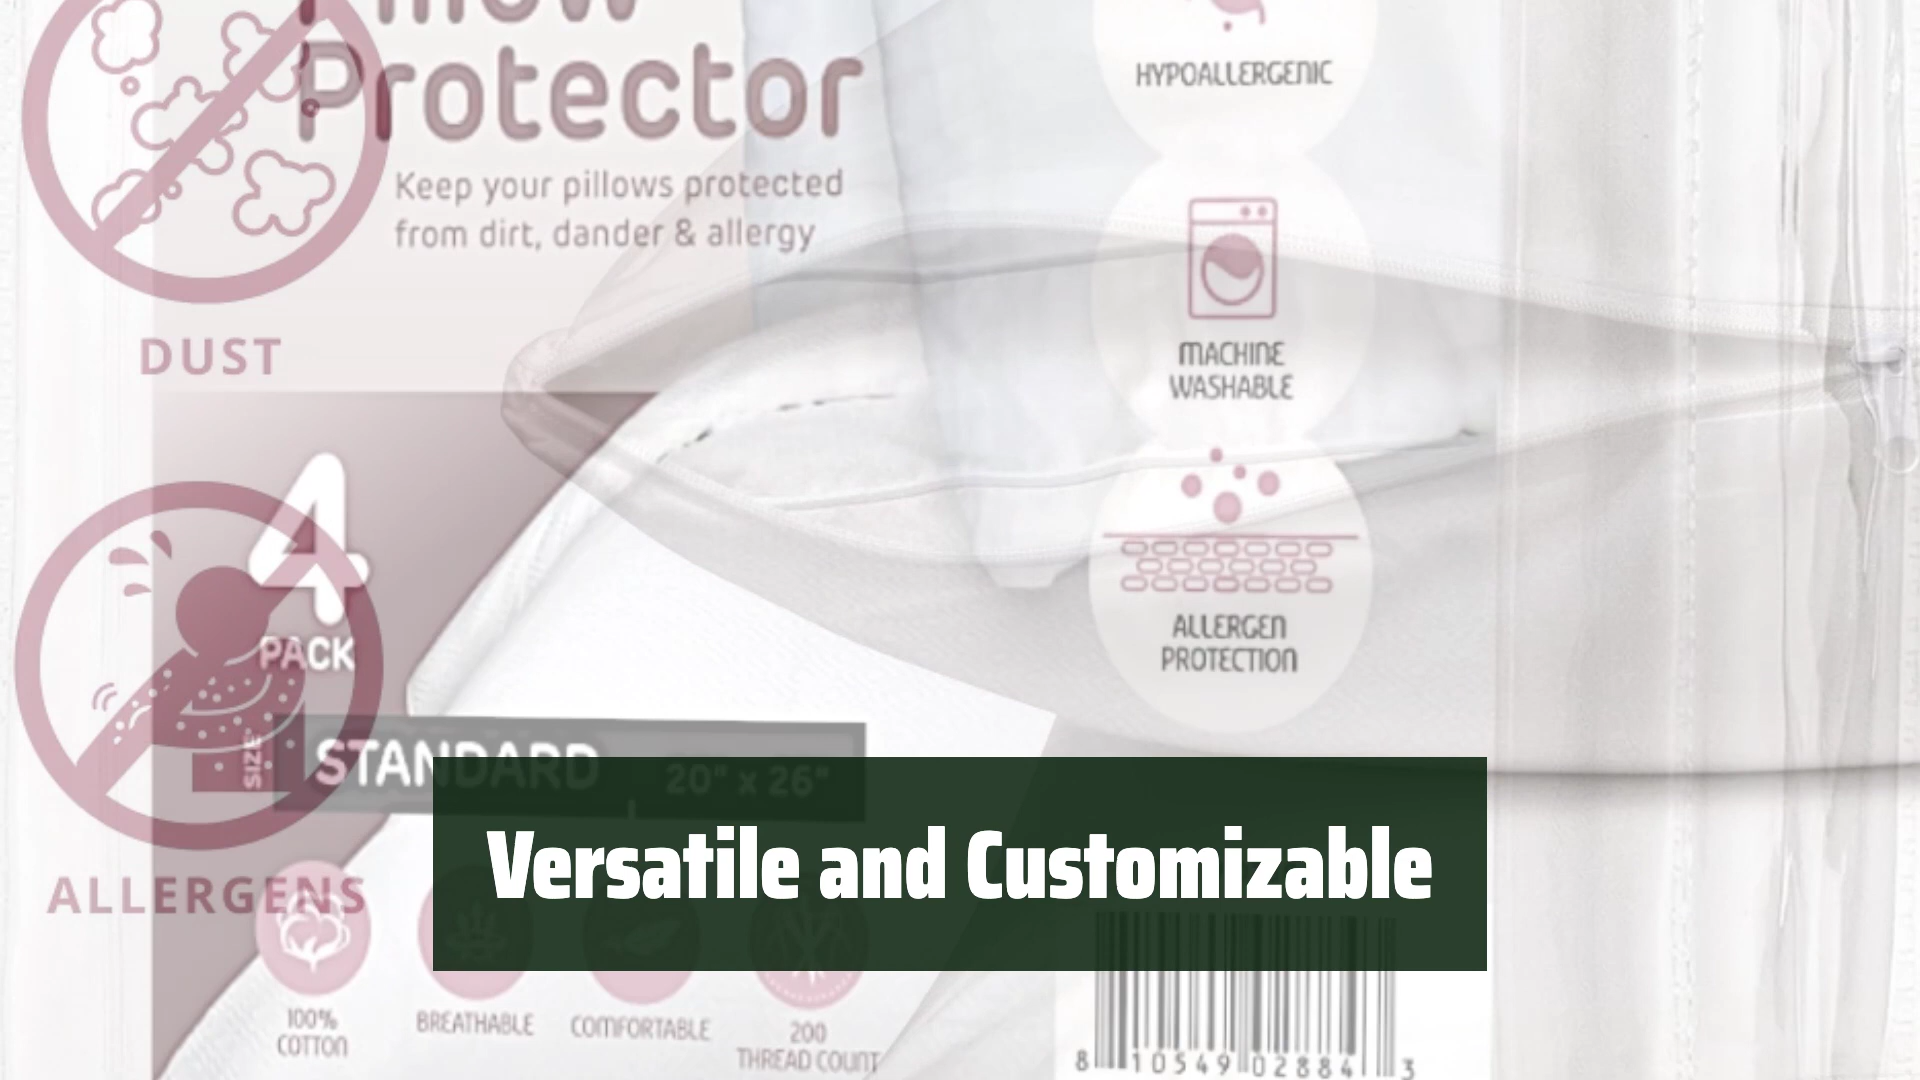 Pillow
Protector
Keep your pillows protected
from dirt, dander & allergy
DUST
4
PACK
SIZE
STANDARD
20" x 26"
ALLERGENS
100%
COTTON
BREATHABLE
COMFORTABLE
200
THREAD COUNT
HYPOALLERGENIC
MACHINE
WASHABLE
ALLERGEN
PROTECTION
Versatile and Customizable
8 10549 02884 3